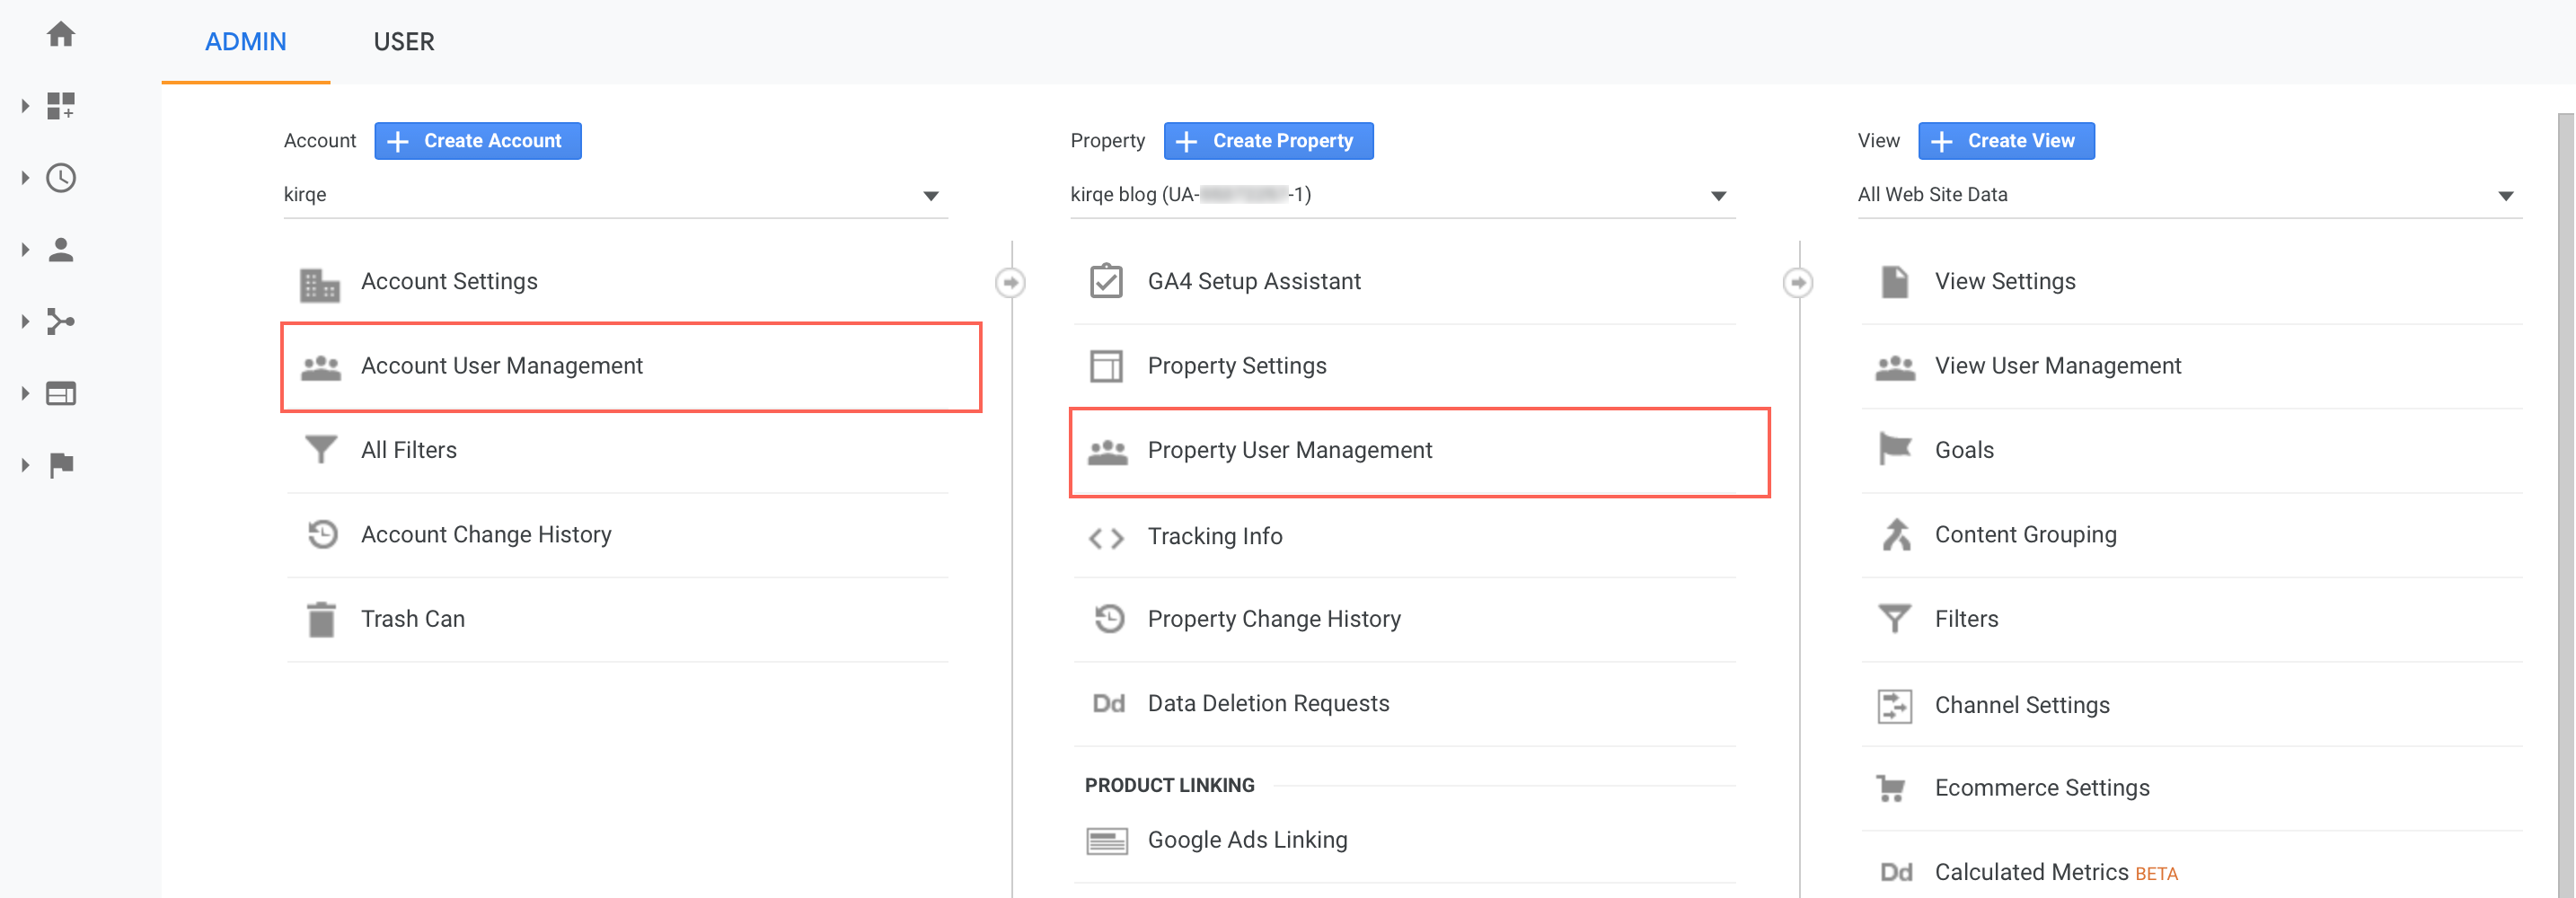 ADMIN
USER
Account
Create Account
kirqe
Account Settings
Account User Management
All Filters
Account Change History
Trash Can
Property
Create Property
kirqe blog (UA- -1)
GA4 Setup Assistant
Property Settings
Property User Management
Tracking Info
Property Change History
Dd Data Deletion Requests
PRODUCT LINKING
Google Ads Linking
View
Create View
All Web Site Data
View Settings
View User Management
Goals
Content Grouping
Filters
Channel Settings
Ecommerce Settings
Dd Calculated Metrics BETA